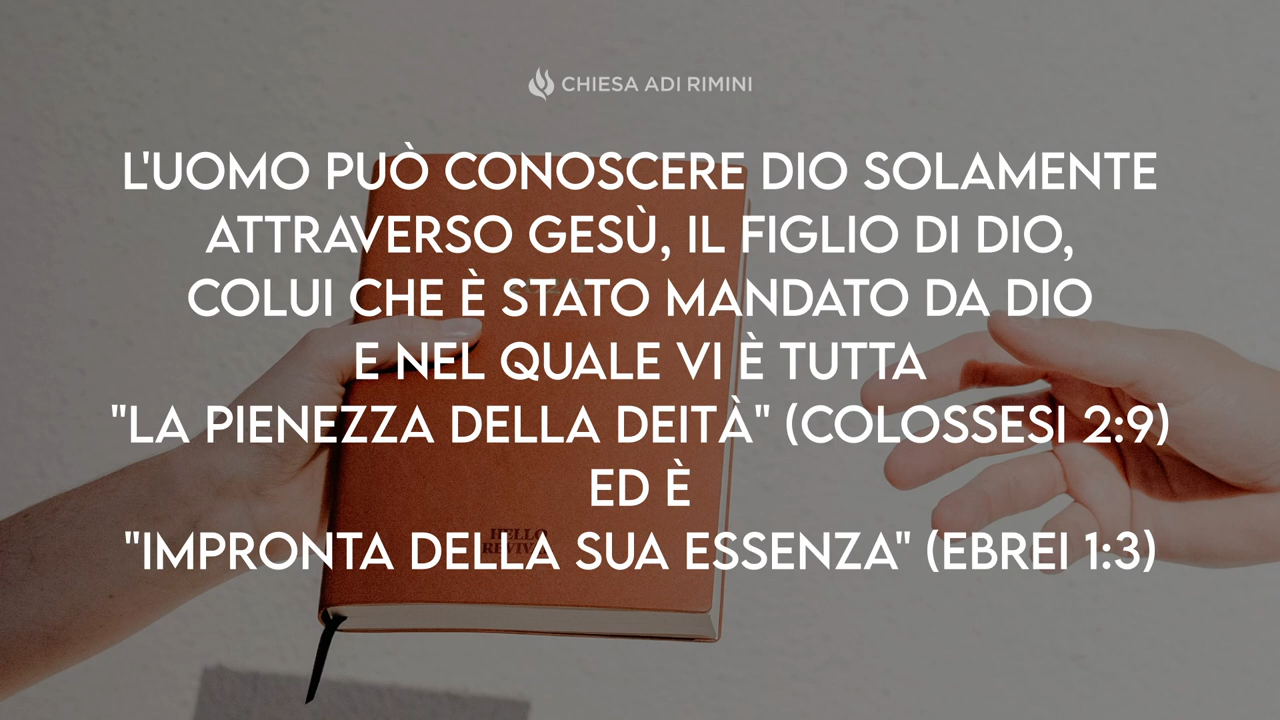 CHIESA ADI RIMINI
L'UOMO PUÒ CONOSCERE DIO SOLAMENTE
ATTRAVERSO GESÙ, IL FIGLIO DI DIO,
COLUI CHE È STATO MANDATO DA DIO
E NEL QUALE VI È TUTTA
"LA PIENEZZA DELLA DEITÀ" (COLOSSESI 2:9)
ED È
"IMPRONTA DELLA SUA ESSENZA" (EBREI 1:3)
HELLO